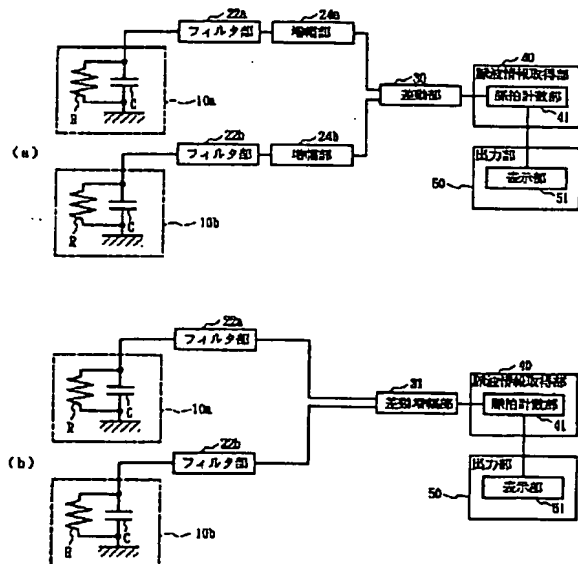 22a
フィルタ部
24a
増幅部
R
C
10a
30
差動部
40
脈波情報取得部
脈拍計数部
41
(a)
22b
フィルタ部
24b
増幅部
出力部
表示部
50
51
R
C
10b
22a
フィルタ部
R
C
10a
31
差動増幅部
40
脈波情報取得部
脈拍計数部
41
(b)
22b
フィルタ部
出力部
表示部
50
51
R
C
10b